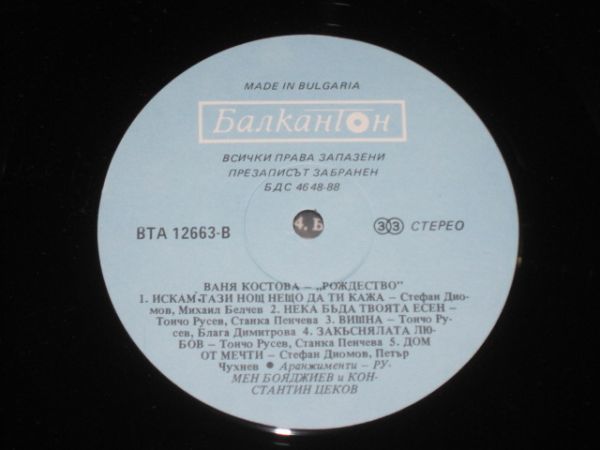 MADE IN BULGARIA
Балкантон
ВСИЧКИ ПРАВА ЗАПАЗЕНИ
ПРЕЗАПИСЪТ ЗАБРАНЕН
БДС 4648-88
4. Б
ВТА 12663-В
33 СТЕРЕО
ВАНЯ КОСТОВА – „РОЖДЕСТВО"
1. ИСКАМ ТАЗИ НОЩ НЕЩО ДА ТИ КАЖА – Стефан Дио-
мов, Михаил Белчев 2. НЕКА БЪДА ТВОЯТА ЕСЕН –
Тончо Русев, Станка Пенчева 3. ВИШНА – Тончо Ру-
сев, Блага Димитрова 4. ЗАКЪСНЯЛАТА ЛЮ-
БОВ – Тончо Русев, Станка Пенчева 5. ДОМ
ОТ МЕЧТИ – Стефан Диомов, Петър
Чухнев • Аранжименти – РУ-
МЕН БОЯДЖИЕВ и КОН-
СТАНТИН ЦЕКОВ